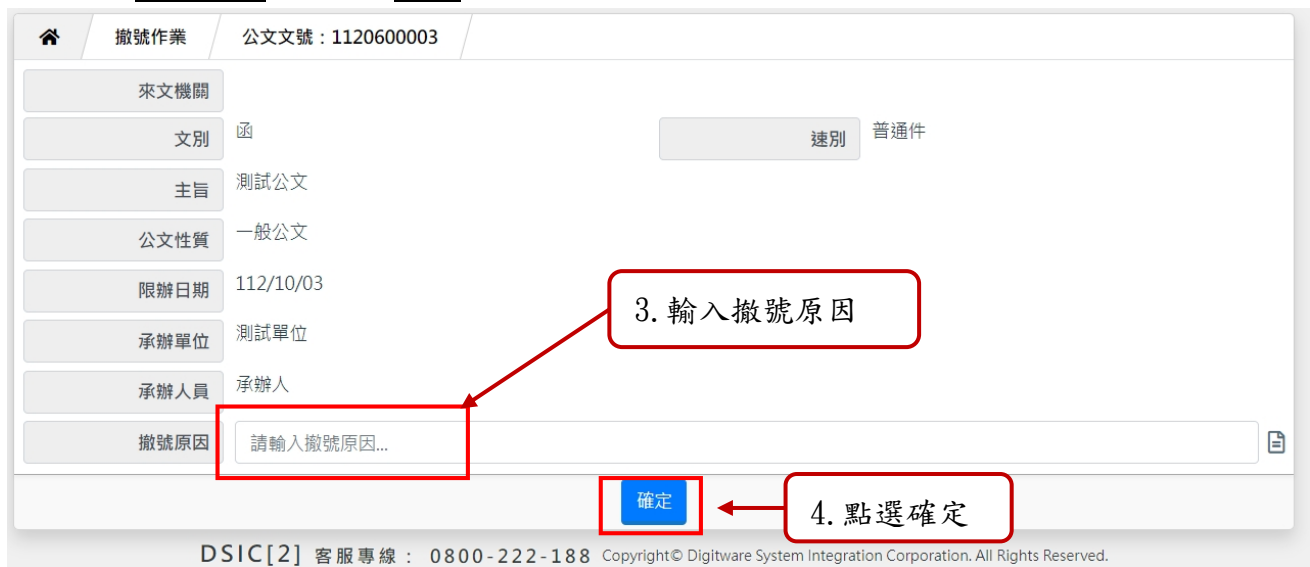 撤號作業 公文文號：1120600003
來文機關
文別 函 速別 普通件
主旨 測試公文
公文性質 一般公文
限辦日期 112/10/03
3.輸入撤號原因
承辦單位 測試單位
承辦人員 承辦人
撤號原因 請輸入撤號原因...
確定
4.點選確定
DSIC[2] 客服專線： 0800-222-188 Copyright© Digitware System Integration Corporation. All Rights Reserved.